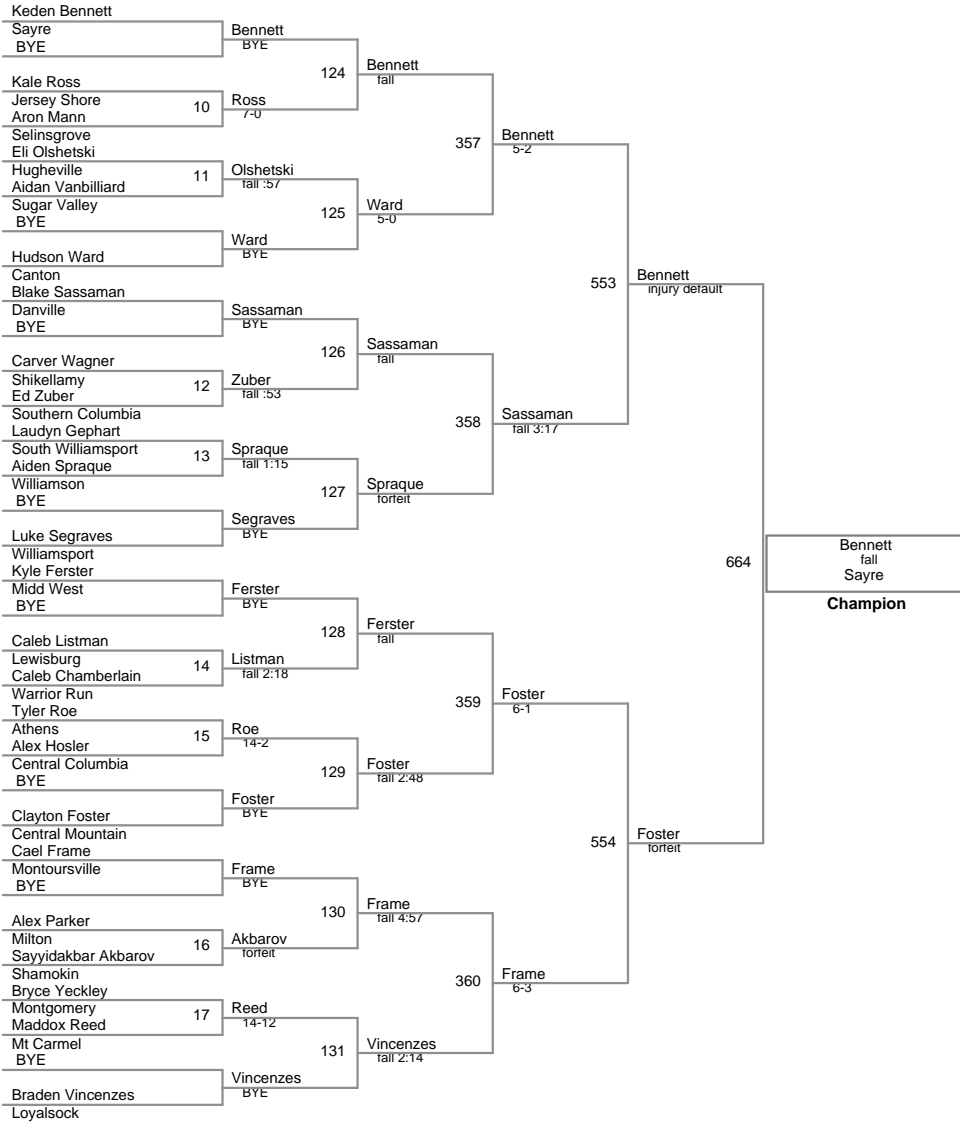 Keden Bennett
Sayre
BYE
Kale Ross
Jersey Shore
Aron Mann
Selinsgrove
Eli Olshetski
Hugheville
Aidan Vanbilliard
Sugar Valley
BYE
Hudson Ward
Canton
Blake Sassaman
Danville
BYE
Carver Wagner
Shikellamy
Ed Zuber
Southern Columbia
Laudyn Gephart
South Williamsport
Aiden Spraque
Williamson
BYE
Luke Segraves
Williamsport
Kyle Ferster
Midd West
BYE
Caleb Listman
Lewisburg
Caleb Chamberlain
Warrior Run
Tyler Roe
Athens
Alex Hosler
Central Columbia
BYE
Clayton Foster
Central Mountain
Cael Frame
Montoursville
BYE
Alex Parker
Milton
Sayyidakbar Akbarov
Shamokin
Bryce Yeckley
Montgomery
Maddox Reed
Mt Carmel
BYE
Braden Vincenzes
Loyalsock
10
11
12
13
14
15
16
17
Bennett
BYE
Ross
7-0
Olshetski
fall :57
Ward
BYE
Sassaman
BYE
Zuber
fall :53
Spraque
fall 1:15
Segraves
BYE
Ferster
BYE
Listman
fall 2:18
Roe
14-2
Foster
BYE
Frame
BYE
Akbarov
forfeit
Reed
14-12
Vincenzes
BYE
124
125
126
127
128
129
130
131
Bennett
fall
Ward
5-0
Sassaman
fall
Spraque
forfeit
Ferster
fall
Foster
fall 2:48
Frame
fall 4:57
Vincenzes
fall 2:14
357
358
359
360
Bennett
5-2
Sassaman
fall 3:17
Foster
6-1
Frame
6-3
553
554
Bennett
injury default
Foster
forfeit
664
Bennett
fall
Sayre
Champion